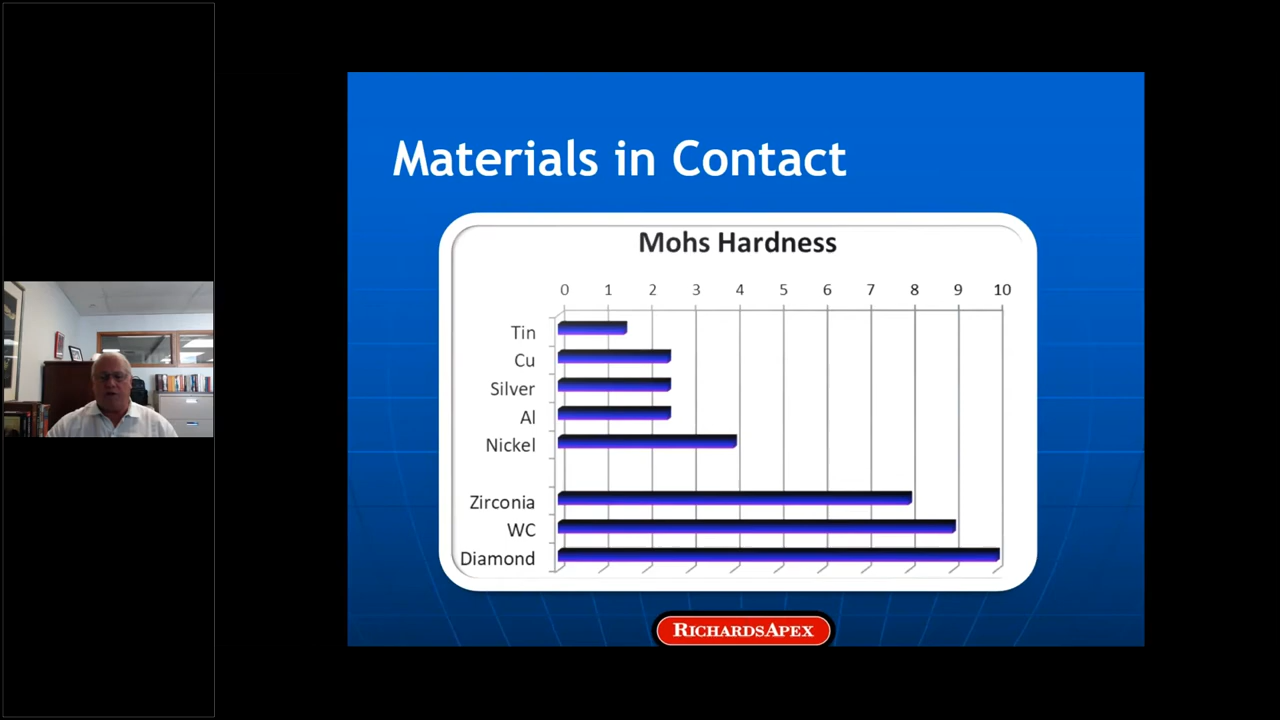 Materials in Contact
Mohs Hardness
0 1 2 3 4 5 6 7 8 9 10
Tin
Cu
Silver
Al
Nickel
Zirconia
WC
Diamond
RICHARDSAPEX